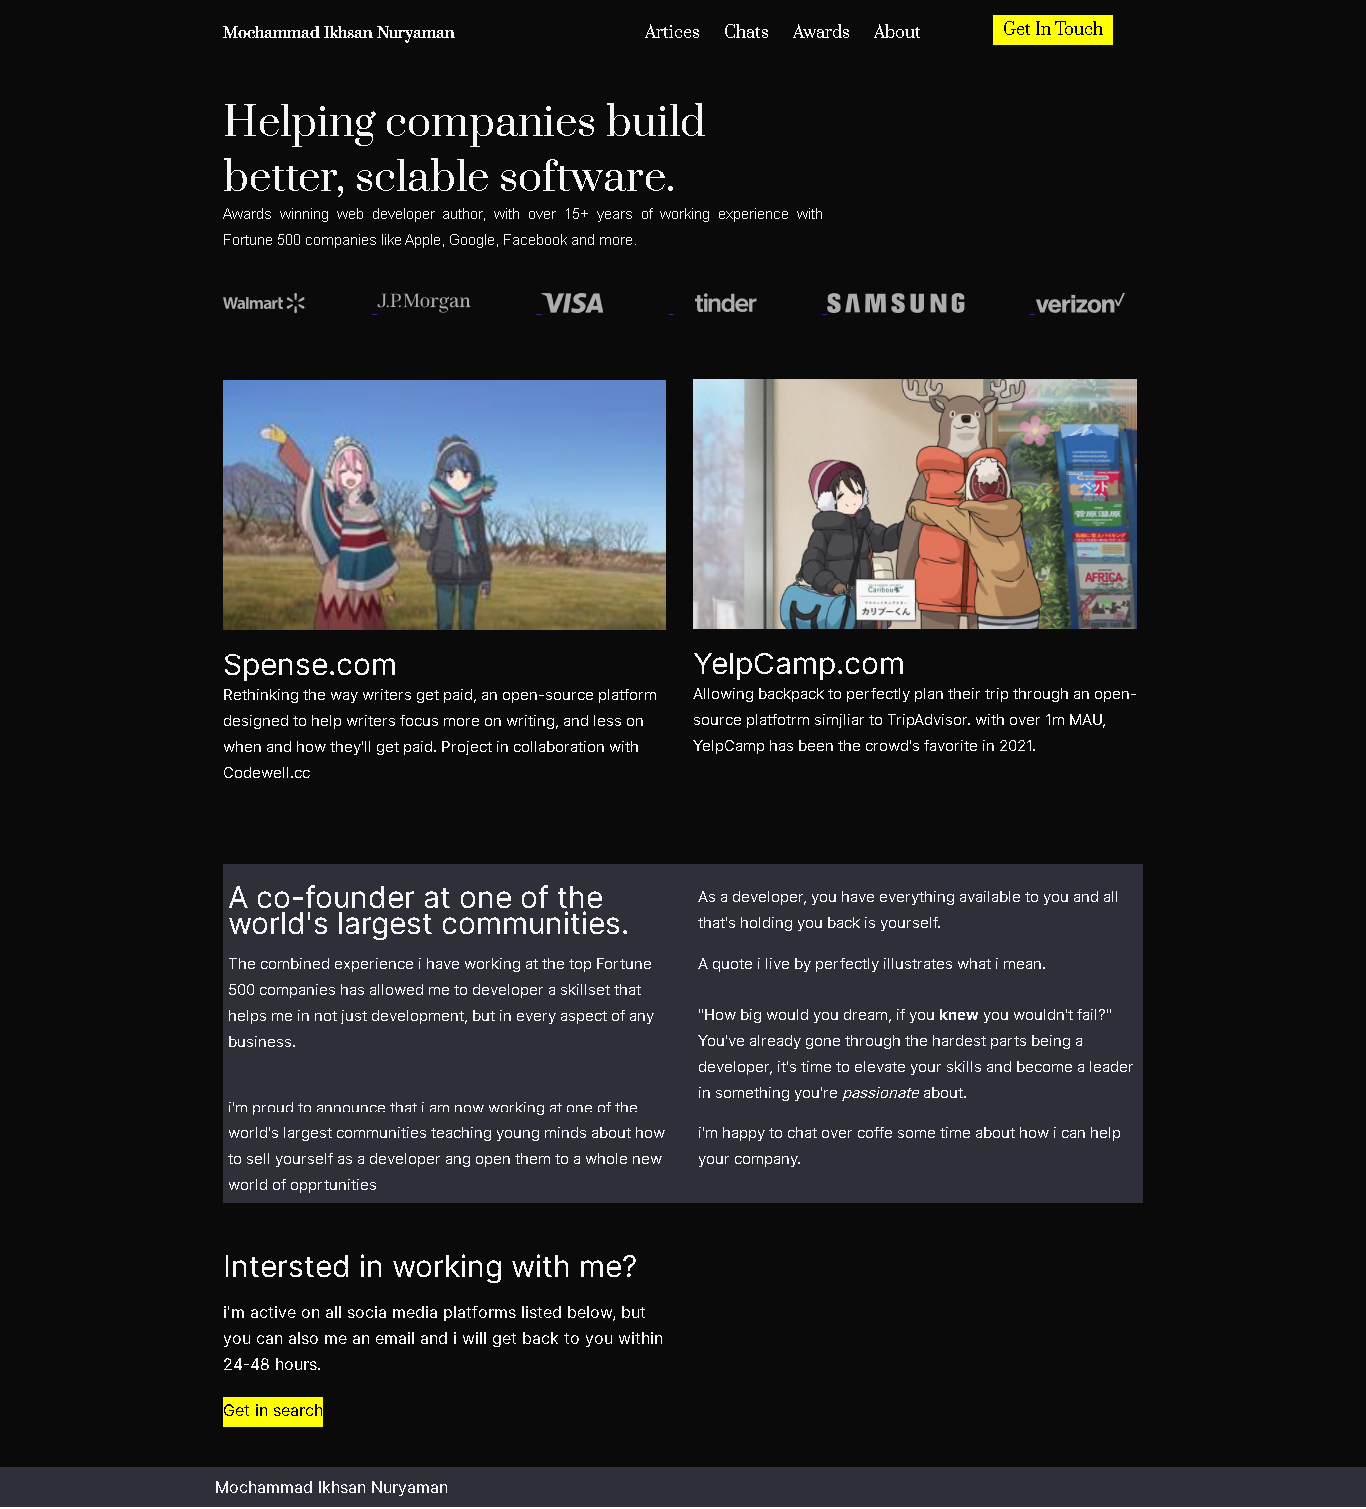 Mochammad Ikhsan Nuryaman
Artices Chats Awards About
Get In Touch
Helping companies build
better, sclable software.
Awards winning web developer author, with over 15+ years of working experience with
Fortune 500 companies like Apple, Google, Facebook and more.
Walmart J.P.Morgan VISA tinder SAMSUNG verizon✓
Caribou
カリブーくん
ペット
AFRICA
Spense.com
Rethinking the way writers get paid, an open-source platform
designed to help writers focus more on writing, and less on
when and how they'll get paid. Project in collaboration with
Codewell.cc
YelpCamp.com
Allowing backpack to perfectly plan their trip through an open-
source platfotrm simjliar to TripAdvisor. with over 1m MAU,
YelpCamp has been the crowd's favorite in 2021.
A co-founder at one of the
world's largest communities.
The combined experience i have working at the top Fortune
500 companies has allowed me to developer a skillset that
helps me in not just development, but in every aspect of any
business.
i'm proud to announce that i am now working at one of the
world's largest communities teaching young minds about how
to sell yourself as a developer ang open them to a whole new
world of opprtunities
As a developer, you have everything available to you and all
that's holding you back is yourself.
A quote i live by perfectly illustrates what i mean.
"How big would you dream, if you knew you wouldn't fail?"
You've already gone through the hardest parts being a
developer, it's time to elevate your skills and become a leader
in something you're passionate about.
i'm happy to chat over coffe some time about how i can help
your company.
Intersted in working with me?
i'm active on all socia media platforms listed below, but
you can also me an email and i will get back to you within
24-48 hours.
Get in search
Mochammad Ikhsan Nuryaman